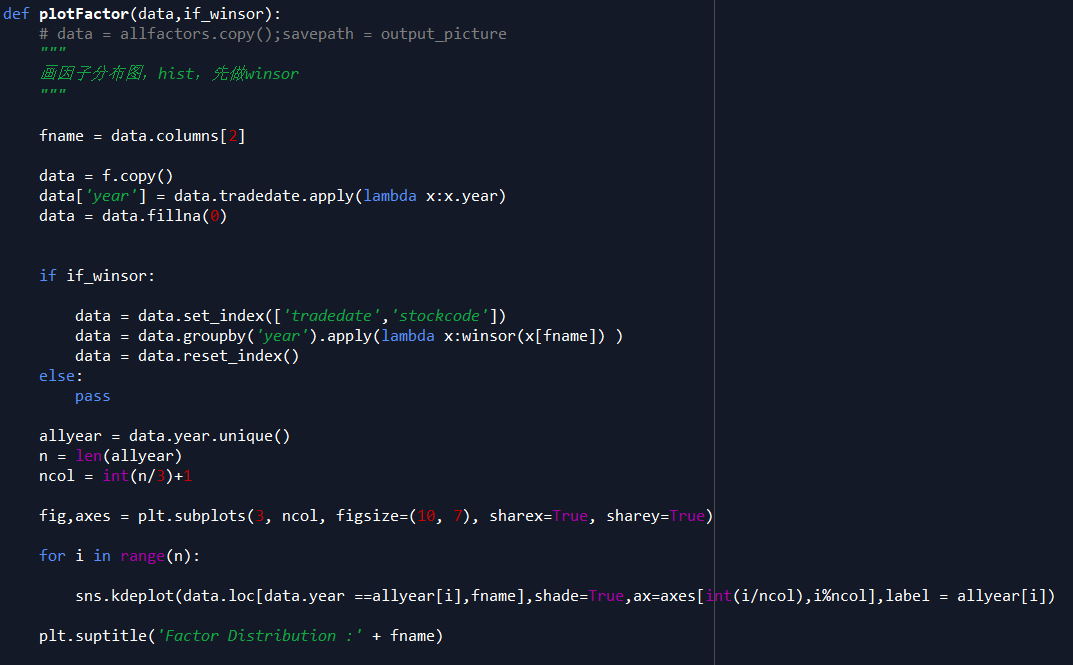 def plotFactor(data,if_winsor):
    # data = allfactors.copy();savepath = output_picture
    """
    画因子分布图，hist，先做winsor
    """
    fname = data.columns[2]
    data = f.copy()
    data['year'] = data.tradedate.apply(lambda x:x.year)
    data = data.fillna(0)
    if if_winsor:
        data = data.set_index(['tradedate','stockcode'])
        data = data.groupby('year').apply(lambda x:winsor(x[fname]) )
        data = data.reset_index()
    else:
        pass
    allyear = data.year.unique()
    n = len(allyear)
    ncol = int(n/3)+1
    fig,axes = plt.subplots(3, ncol, figsize=(10, 7), sharex=True, sharey=True)
    for i in range(n):
        sns.kdeplot(data.loc[data.year ==allyear[i],fname],shade=True,ax=axes[int(i/ncol),i%ncol],label = allyear[i])
    plt.suptitle('Factor Distribution :' + fname)